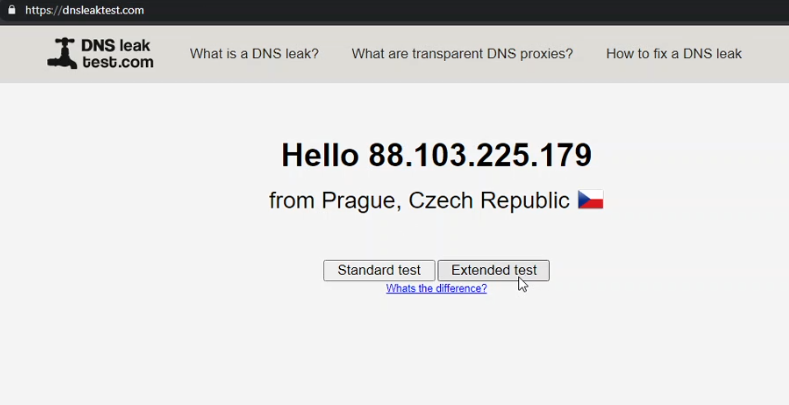 https://dnsleaktest.com
DNS leak
test.com
What is a DNS leak?
What are transparent DNS proxies?
How to fix a DNS leak
Hello 88.103.225.179
from Prague, Czech Republic
Standard test
Extended test
Whats the difference?